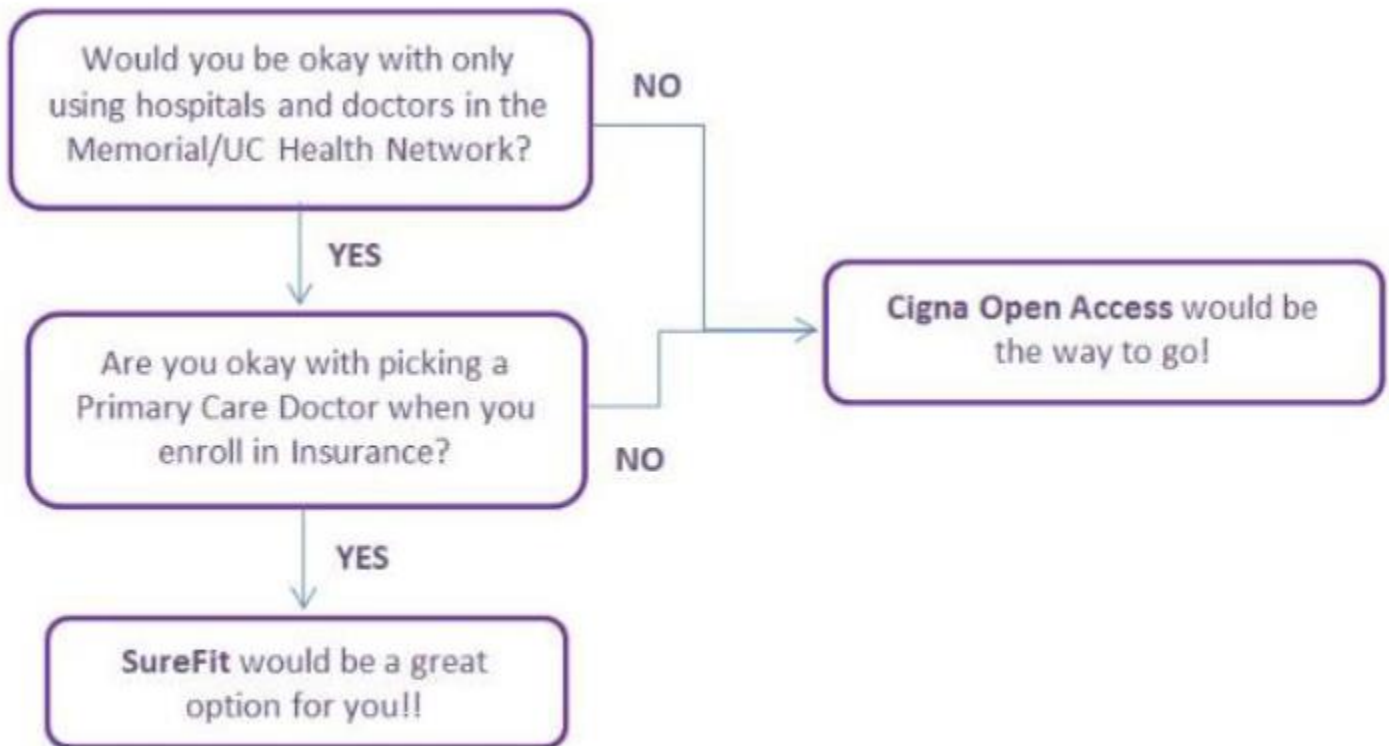 Would you be okay with only
using hospitals and doctors in the
Memorial/UC Health Network?
NO
YES
Are you okay with picking a
Primary Care Doctor when you
enroll in Insurance?
NO
Cigna Open Access would be
the way to go!
YES
SureFit would be a great
option for you!!